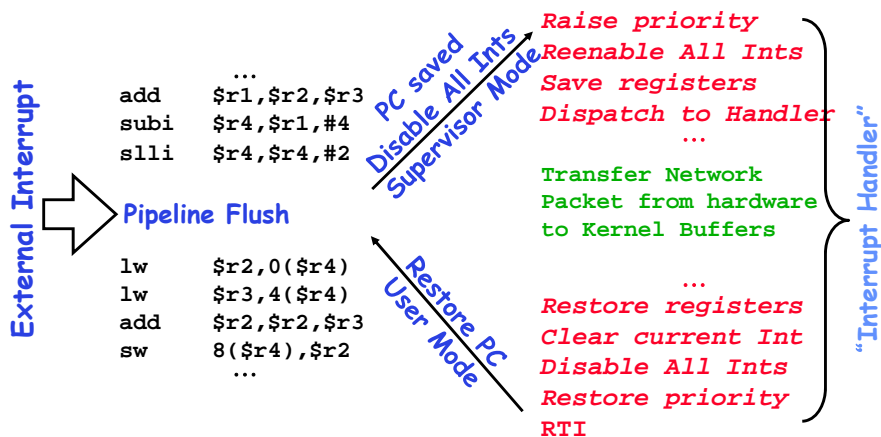 External Interrupt
…
add $r1,$r2,$r3
subi $r4,$r1,#4
slli $r4,$r4,#2
Pipeline Flush
lw $r2,0($r4)
lw $r3,4($r4)
add $r2,$r2,$r3
sw 8($r4),$r2
…
PC saved
Disable All Ints
Supervisor Mode
Restore PC
User Mode
Raise priority
Reenable All Ints
Save registers
Dispatch to Handler
…
Transfer Network
Packet from hardware
to Kernel Buffers
…
Restore registers
Clear current Int
Disable All Ints
Restore priority
RTI
“Interrupt Handler”